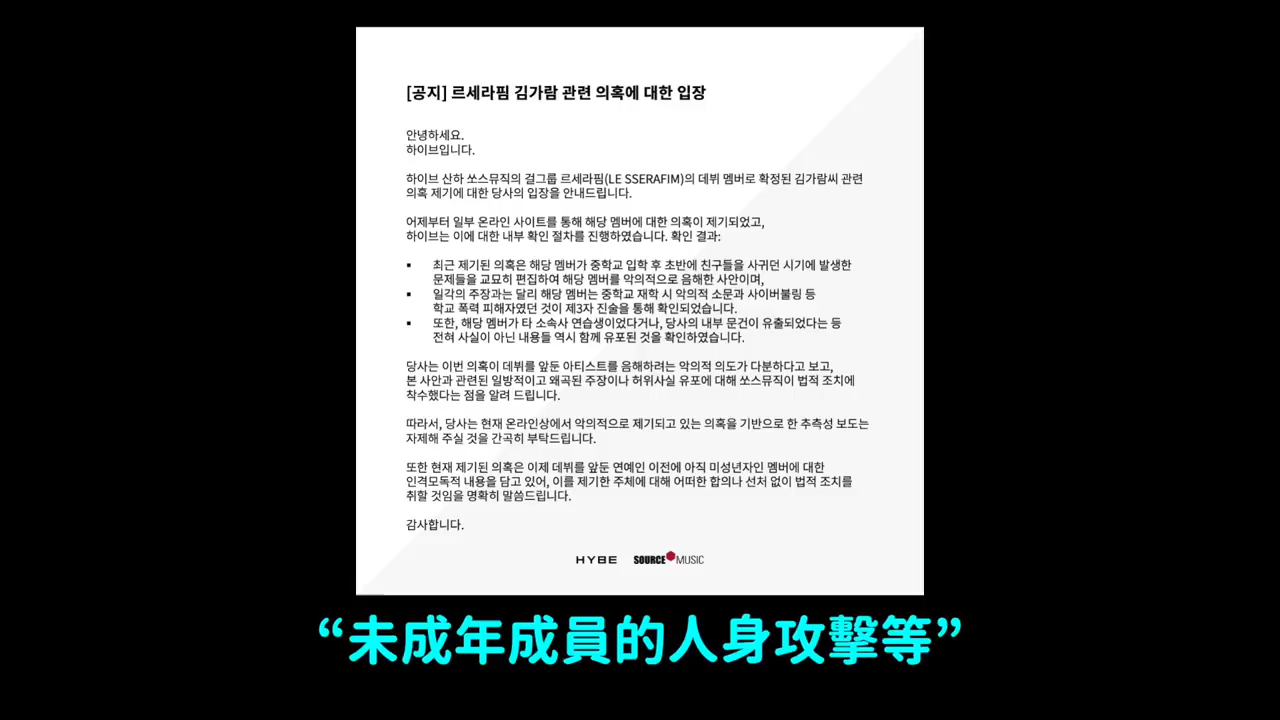 [공지] 르세라핌 김가람 관련 의혹에 대한 입장
안녕하세요.
하이브입니다.
하이브 산하 쏘스뮤직의 걸그룹 르세라핌(LE SSERAFIM)의 데뷔 멤버로 확정된 김가람씨 관련
의혹 제기에 대한 당사의 입장을 안내드립니다.
어제부터 일부 온라인 사이트를 통해 해당 멤버에 대한 의혹이 제기되었고,
하이브는 이에 대한 내부 확인 절차를 진행하였습니다. 확인 결과:
▪ 최근 제기된 의혹은 해당 멤버가 중학교 입학 후 초반에 친구들을 사귀던 시기에 발생한
문제들을 교묘히 편집하여 해당 멤버를 악의적으로 음해한 사안이며,
▪ 일각의 주장과는 달리 해당 멤버는 중학교 재학 시 악의적 소문과 사이버불링 등
학교 폭력 피해자였던 것이 제3자 진술을 통해 확인되었습니다.
▪ 또한, 해당 멤버가 타 소속사 연습생이었다거나, 당사의 내부 문건이 유출되었다는 등
전혀 사실이 아닌 내용들 역시 함께 유포된 것을 확인하였습니다.
당사는 이번 의혹이 데뷔를 앞둔 아티스트를 음해하려는 악의적 의도가 다분하다고 보고,
본 사안과 관련된 일방적이고 왜곡된 주장이나 허위사실 유포에 대해 쏘스뮤직이 법적 조치에
착수했다는 점을 알려 드립니다.
따라서, 당사는 현재 온라인상에서 악의적으로 제기되고 있는 의혹을 기반으로 한 추측성 보도는
자제해 주실 것을 간곡히 부탁드립니다.
또한 현재 제기된 의혹은 이제 데뷔를 앞둔 연예인 이전에 아직 미성년자인 멤버에 대한
인격모독적 내용을 담고 있어, 이를 제기한 주체에 대해 어떠한 합의나 선처 없이 법적 조치를
취할 것임을 명확히 말씀드립니다.
감사합니다.
HYBE SOURCE MUSIC
“未成年成員的人身攻擊等”